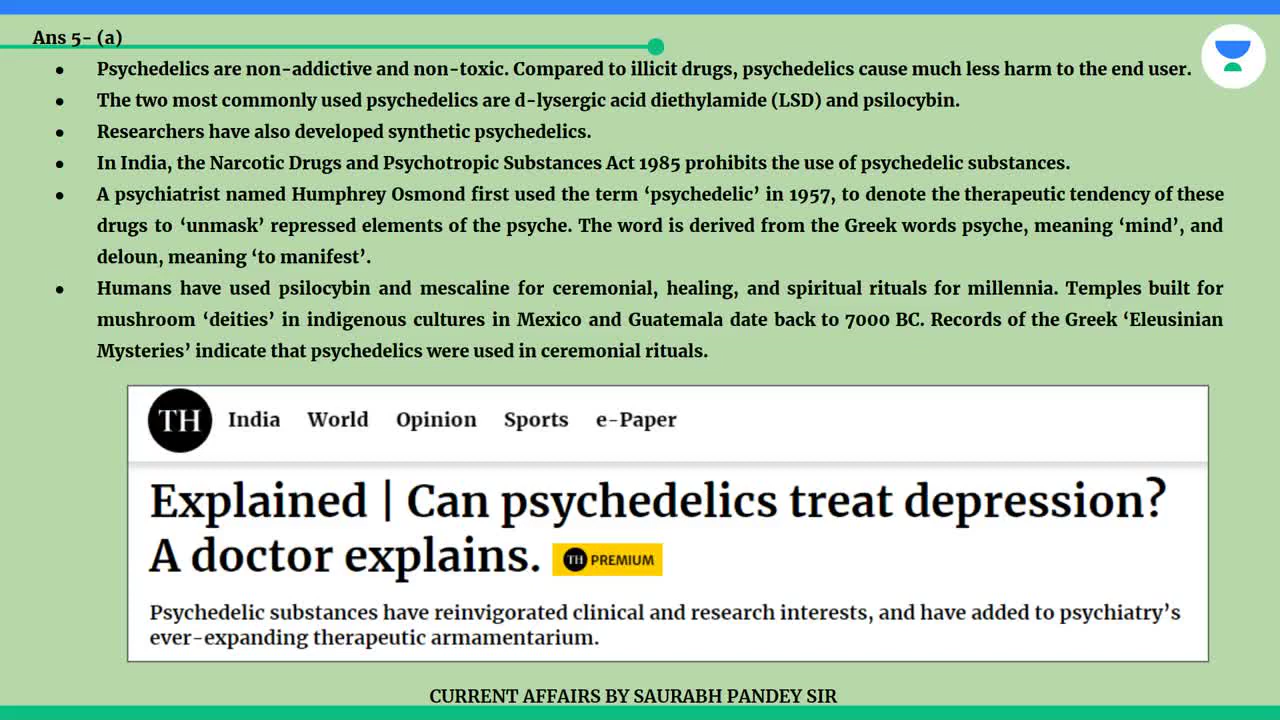 Ans 5- (a)
● Psychedelics are non-addictive and non-toxic. Compared to illicit drugs, psychedelics cause much less harm to the end user.
● The two most commonly used psychedelics are d-lysergic acid diethylamide (LSD) and psilocybin.
● Researchers have also developed synthetic psychedelics.
● In India, the Narcotic Drugs and Psychotropic Substances Act 1985 prohibits the use of psychedelic substances.
● A psychiatrist named Humphrey Osmond first used the term ‘psychedelic’ in 1957, to denote the therapeutic tendency of these
drugs to ‘unmask’ repressed elements of the psyche. The word is derived from the Greek words psyche, meaning ‘mind’, and
deloun, meaning ‘to manifest’.
● Humans have used psilocybin and mescaline for ceremonial, healing, and spiritual rituals for millennia. Temples built for
mushroom ‘deities’ in indigenous cultures in Mexico and Guatemala date back to 7000 BC. Records of the Greek ‘Eleusinian
Mysteries’ indicate that psychedelics were used in ceremonial rituals.
TH India World Opinion Sports e-Paper
Explained | Can psychedelics treat depression?
A doctor explains. TH PREMIUM
Psychedelic substances have reinvigorated clinical and research interests, and have added to psychiatry’s
ever-expanding therapeutic armamentarium.
CURRENT AFFAIRS BY SAURABH PANDEY SIR